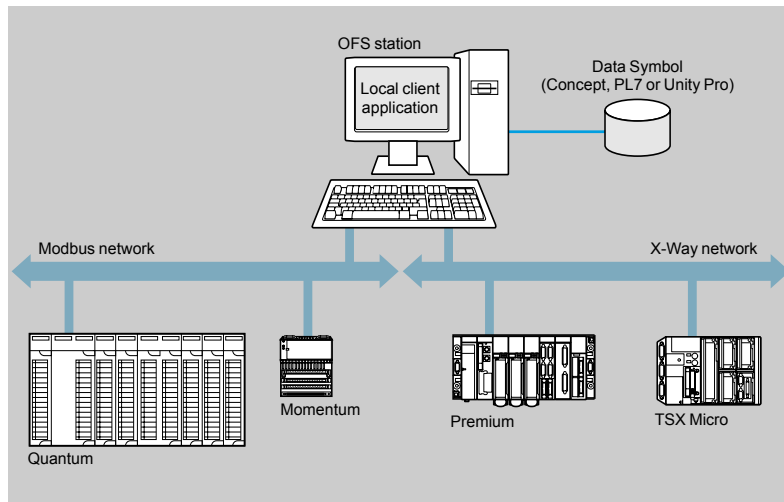 OFS station
Local client
application
Data Symbol
(Concept, PL7 or Unity Pro)
Modbus network
X-Way network
Momentum
Quantum
Premium
TSX Micro